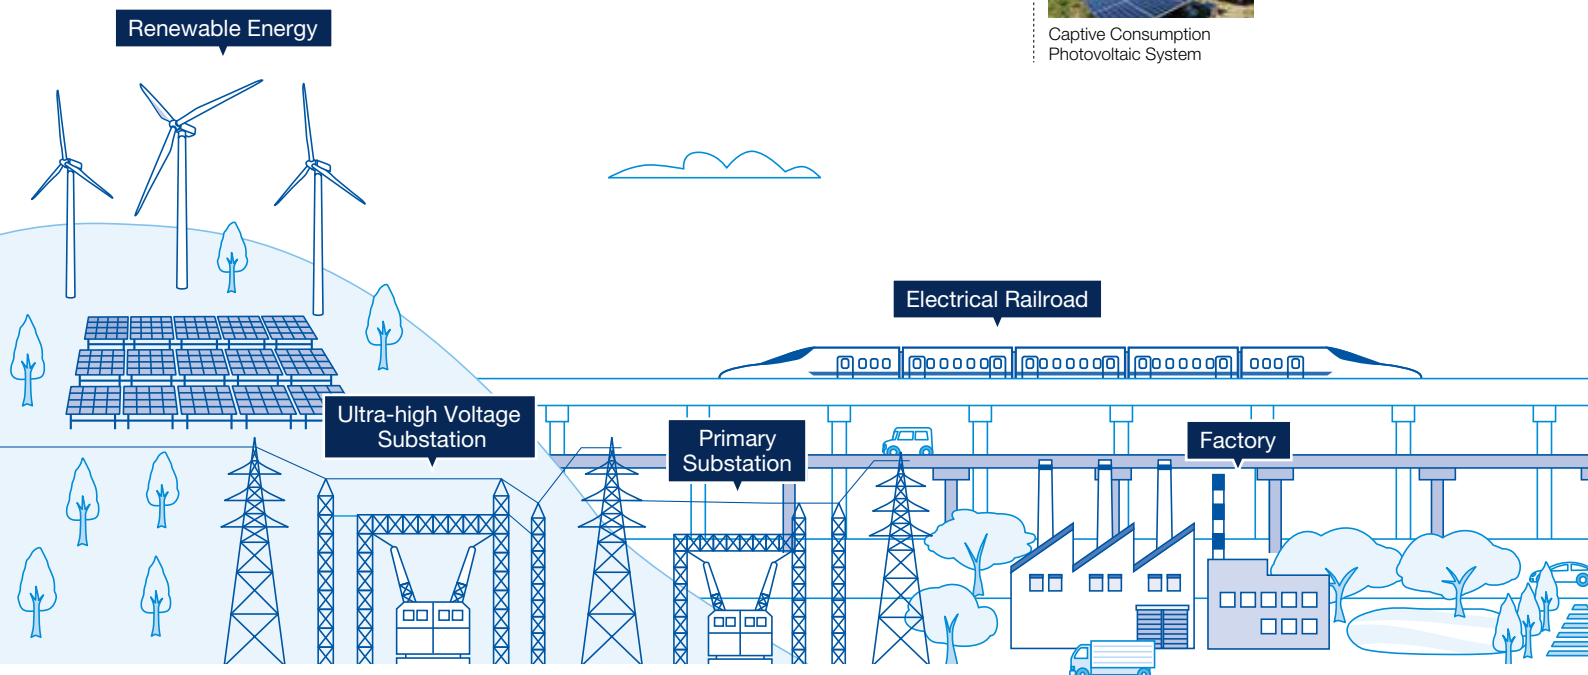 Renewable Energy
Captive Consumption
Photovoltaic System
Electrical Railroad
Ultra-high Voltage
Substation
Primary
Substation
Factory